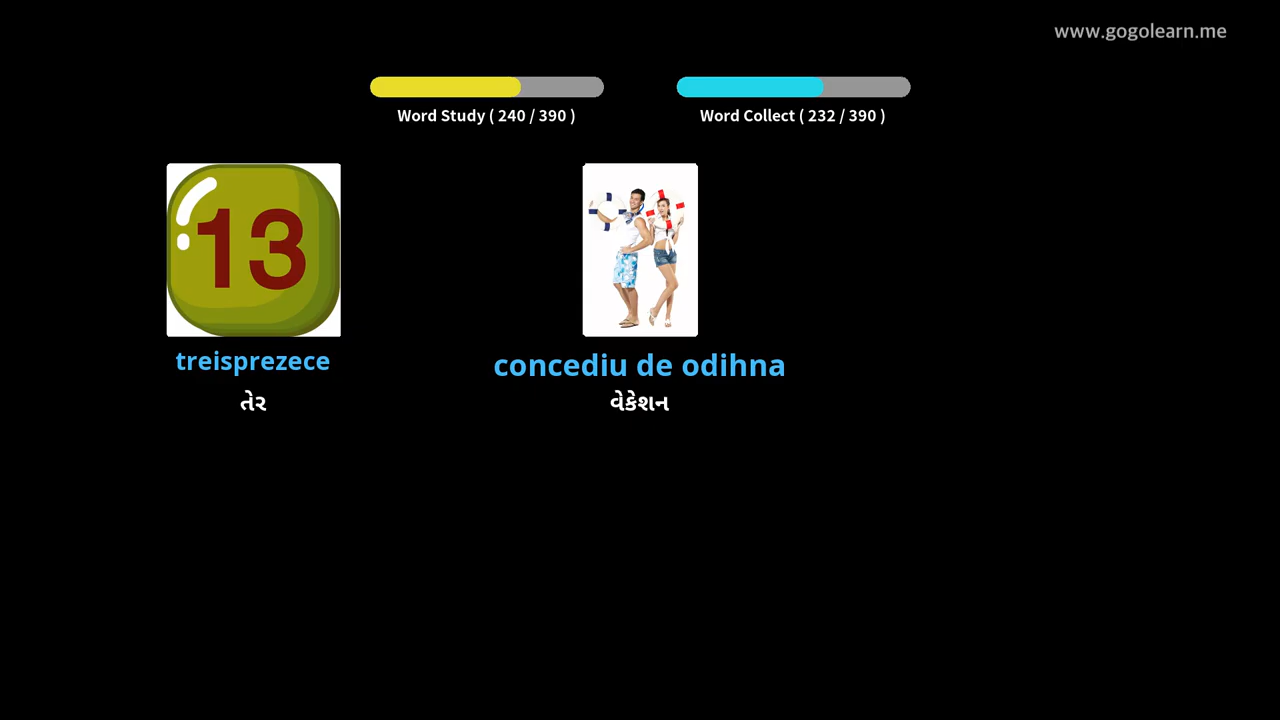 www.gogolearn.me
Word Study ( 240 / 390 )
Word Collect ( 232 / 390 )
13
treisprezece
concediu de odihna
તેર
વેકેશન